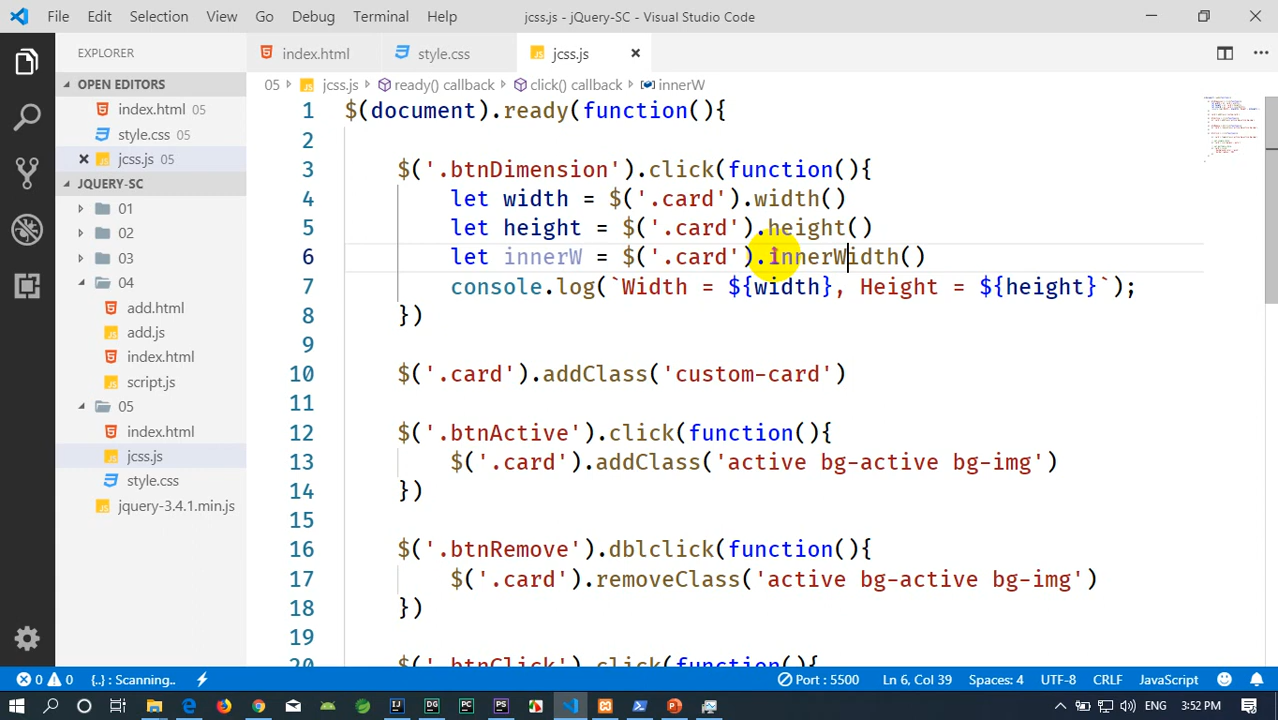 File Edit Selection View Go Debug Terminal Help jcss.js - jQuery-SC - Visual Studio Code
EXPLORER
OPEN EDITORS
index.html 05
style.css 05
jcss.js 05
JQUERY-SC
01
02
03
04
add.html
add.js
index.html
script.js
05
index.html
jcss.js
style.css
jquery-3.4.1.min.js
index.html style.css jcss.js
05 jcss.js ready() callback click() callback innerW
1 $(document).ready(function(){
2
3 $('.btnDimension').click(function(){
4 let width = $('.card').width()
5 let height = $('.card').height()
6 let innerW = $('.card').innerWidth()
7 console.log(`Width = ${width}, Height = ${height}`);
8 })
9
10 $('.card').addClass('custom-card')
11
12 $('.btnActive').click(function(){
13 $('.card').addClass('active bg-active bg-img')
14 })
15
16 $('.btnRemove').dblclick(function(){
17 $('.card').removeClass('active bg-active bg-img')
18 })
19
20 $('.btnClick').click(function(){
0 0 {..} : Scanning.. Port : 5500 Ln 6, Col 39 Spaces: 4 UTF-8 CRLF JavaScript 1
3:52 PM